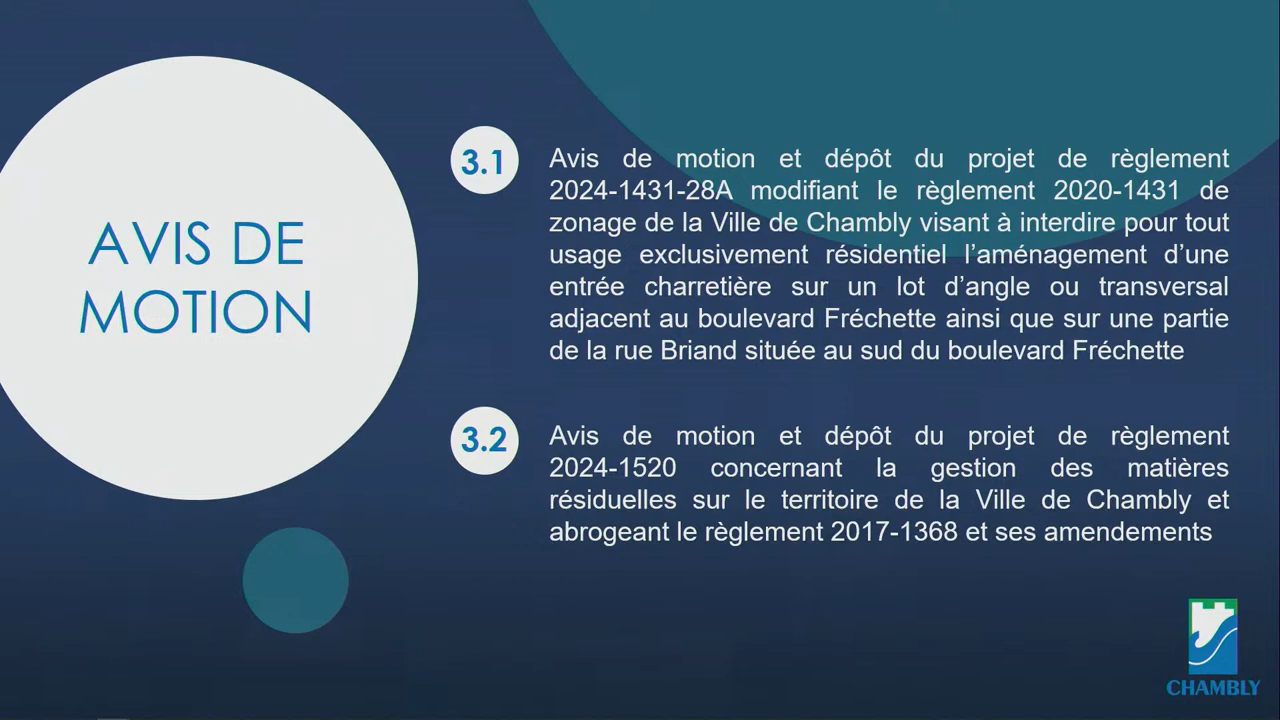 AVIS DE
MOTION
3.1
Avis de motion et dépôt du projet de règlement
2024-1431-28A modifiant le règlement 2020-1431 de
zonage de la Ville de Chambly visant à interdire pour tout
usage exclusivement résidentiel l’aménagement d’une
entrée charretière sur un lot d’angle ou transversal
adjacent au boulevard Fréchette ainsi que sur une partie
de la rue Briand située au sud du boulevard Fréchette
3.2
Avis de motion et dépôt du projet de règlement
2024-1520 concernant la gestion des matières
résiduelles sur le territoire de la Ville de Chambly et
abrogeant le règlement 2017-1368 et ses amendements
CHAMBLY